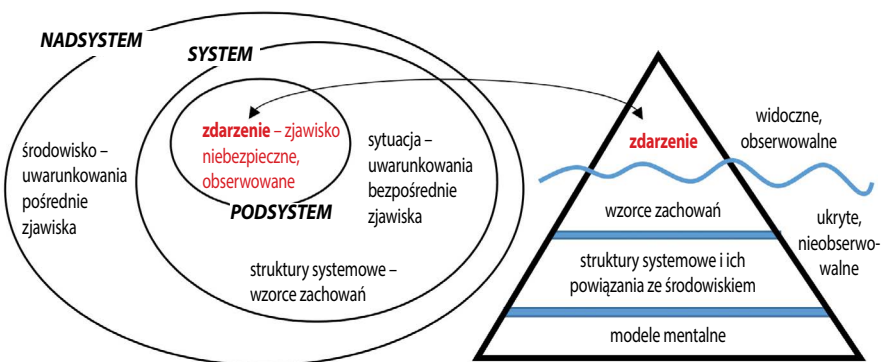 NADSYSTEM
SYSTEM
zdarzenie – zjawisko
niebezpieczne,
obserwowane
PODSYSTEM
środowisko –
uwarunkowania
pośrednie
zjawiska
sytuacja –
uwarunkowania
bezpośrednie
zjawiska
struktury systemowe –
wzorce zachowań
zdarzenie
widoczne,
obserwowalne
wzorce zachowań
ukryte,
nieobserwo-
walne
struktury systemowe i ich
powiązania ze środowiskiem
modele mentalne